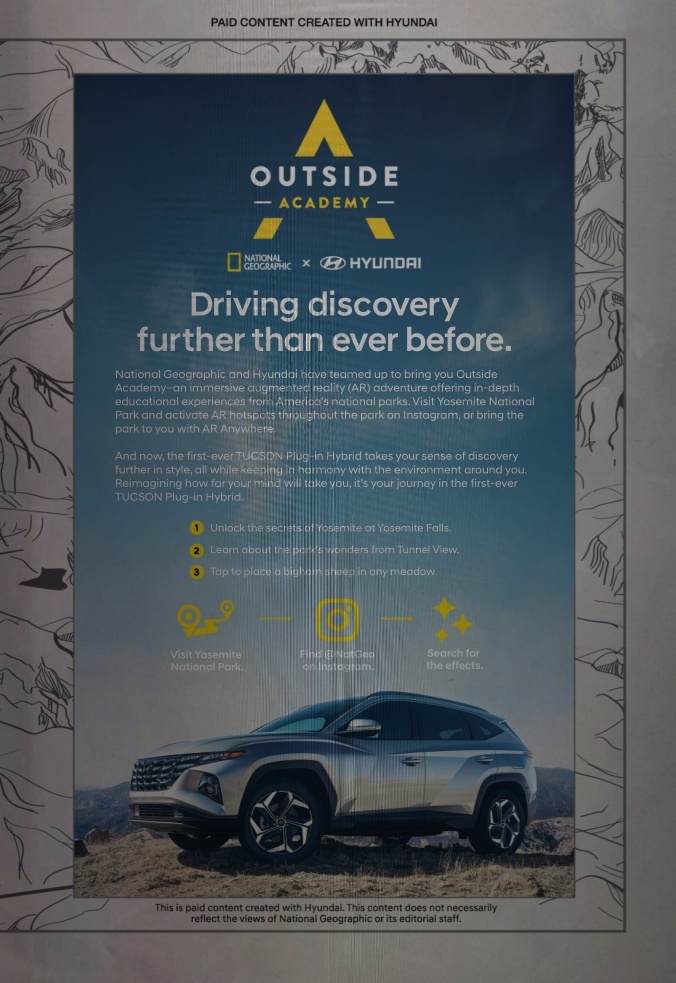 PAID CONTENT CREATED WITH HYUNDAI
OUTSIDE
ACADEMY
NATIONAL
GEOGRAPHIC x HYUNDAI
Driving discovery
further than ever before.
National Geographic and Hyundai have teamed up to bring you Outside
Academy–an immersive augmented reality (AR) adventure offering in-depth
educational experiences from America's national parks. Visit Yosemite National
Park and activate AR hotspots throughout the park on Instagram, or bring the
park to you with AR Anywhere.
And now, the first-ever TUCSON Plug-in Hybrid takes your sense of discovery
further in style, all while keeping in harmony with the environment around you.
Reimagining how far your mind will take you, it's your journey in the first-ever
TUCSON Plug-in Hybrid.
1 Unlock the secrets of Yosemite at Yosemite Falls.
2 Learn about the park's wonders from Tunnel View.
3 Tap to place a bighorn sheep in any meadow.
Visit Yosemite
National Park.
Find @NatGeo
on Instagram.
Search for
the effects.
This is paid content created with Hyundai. This content does not necessarily
reflect the views of National Geographic or its editorial staff.